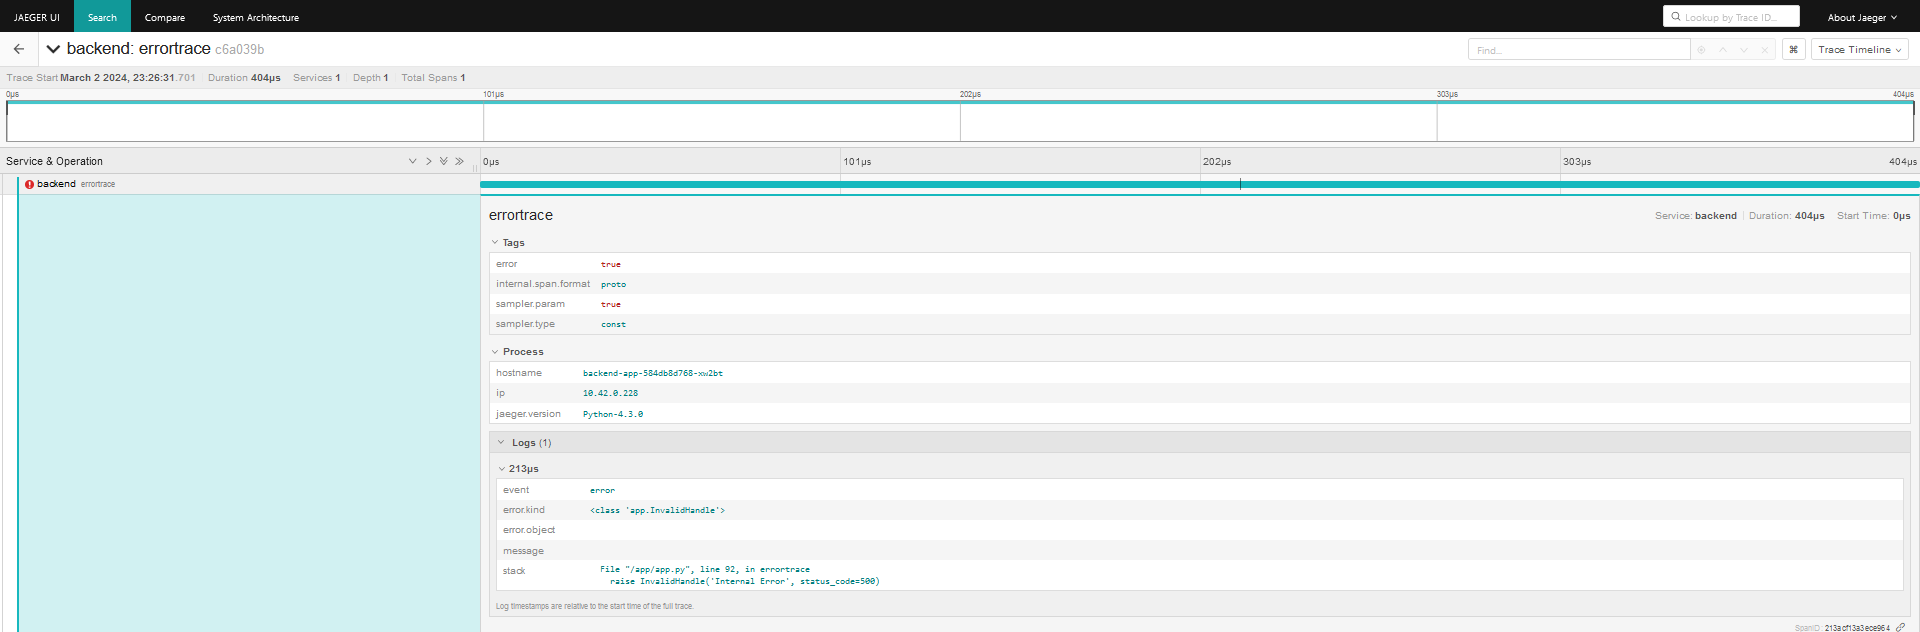 JAEGER UI Search Compare System Architecture Lookup by Trace ID... About Jaeger
backend: errortrace c6a039b Find... ⌘ Trace Timeline
Trace Start March 2 2024, 23:26:31.701 Duration 404μs Services 1 Depth 1 Total Spans 1
0μs 101μs 202μs 303μs 404μs
Service & Operation 0μs 101μs 202μs 303μs 404μs
backend errortrace
errortrace Service: backend Duration: 404μs Start Time: 0μs
Tags
error true
internal.span.format proto
sampler.param true
sampler.type const
Process
hostname backend-app-584db8d768-xw2bt
ip 10.42.0.228
jaeger.version Python-4.3.0
Logs (1)
213μs
event error
error.kind <class 'app.InvalidHandle'>
error.object
message
stack File "/app/app.py", line 92, in errortrace
raise InvalidHandle('Internal Error', status_code=500)
Log timestamps are relative to the start time of the full trace.
SpanID: 213acf13a3ece964